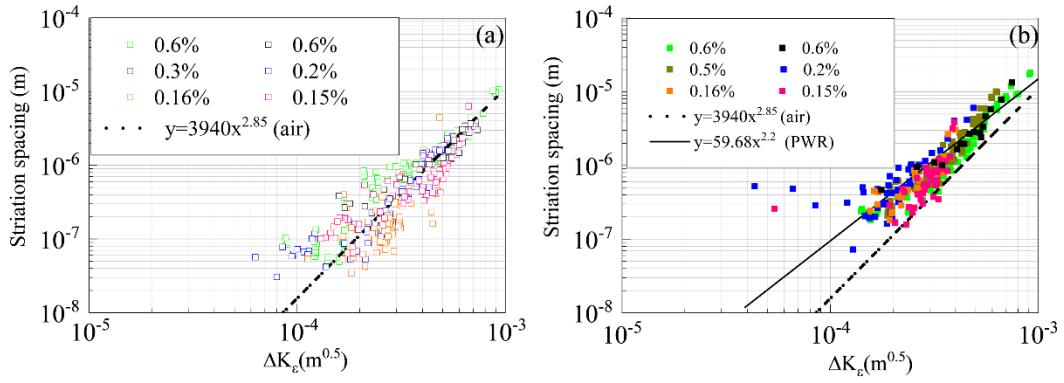 (a)
0.6% 0.6%
0.3% 0.2%
0.16% 0.15%
y=3940x^2.85 (air)
Striation spacing (m)
10^-4
10^-5
10^-6
10^-7
10^-8
10^-5 10^-4 10^-3
ΔK_ε(m^0.5)
(b)
0.6% 0.6%
0.5% 0.2%
0.16% 0.15%
y=3940x^2.85 (air)
y=59.68x^2.2 (PWR)
Striation spacing (m)
10^-4
10^-5
10^-6
10^-7
10^-8
10^-5 10^-4 10^-3
ΔK_ε(m^0.5)